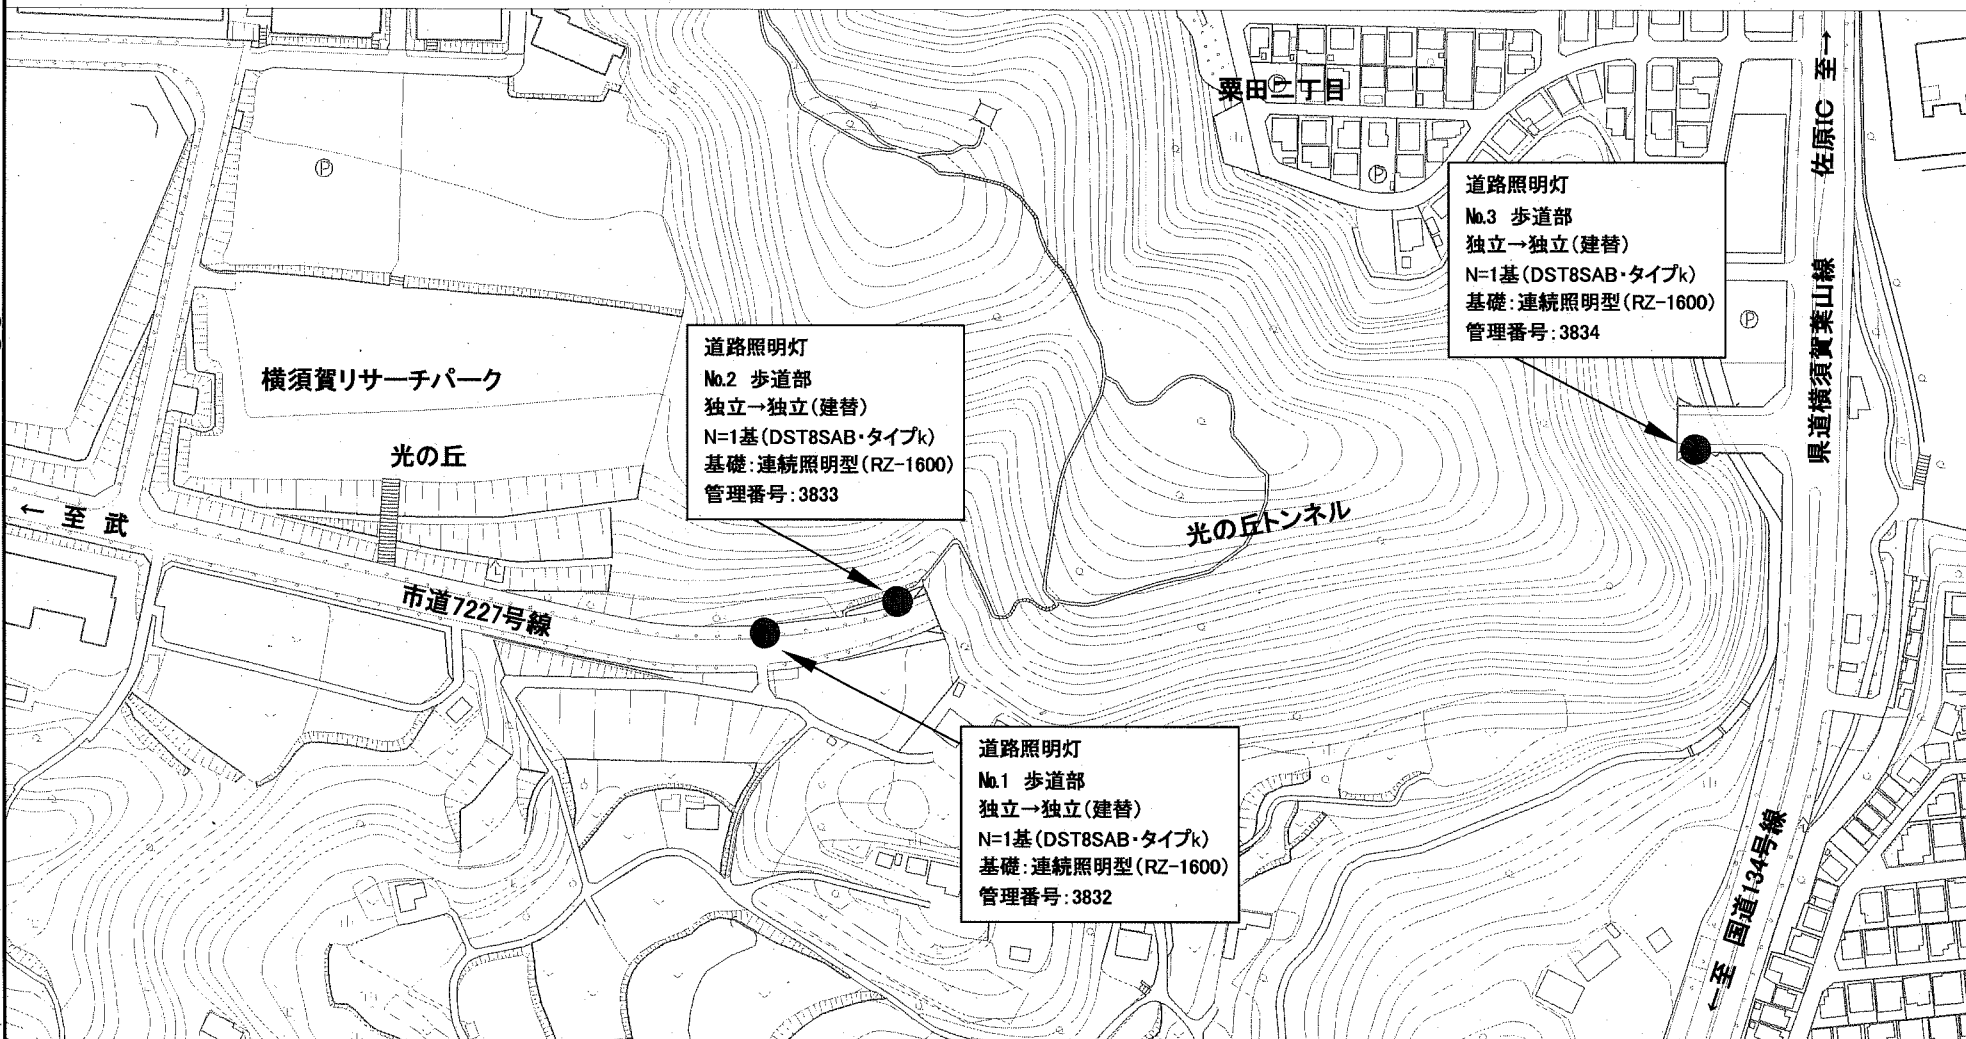 粟田二丁目
Ⓟ
Ⓟ
Ⓟ
佐原IC 至→
道路照明灯
№3 歩道部
独立→独立(建替)
N=1基(DST8SAB・タイプk)
基礎:連続照明型(RZ-1600)
管理番号:3834
Ⓟ
県道横須賀葉山線
道路照明灯
№2 歩道部
独立→独立(建替)
N=1基(DST8SAB・タイプk)
基礎:連続照明型(RZ-1600)
管理番号:3833
横須賀リサーチパーク
光の丘
← 至 武
光の丘トンネル
市道7227号線
道路照明灯
№1 歩道部
独立→独立(建替)
N=1基(DST8SAB・タイプk)
基礎:連続照明型(RZ-1600)
管理番号:3832
←至 国道134号線